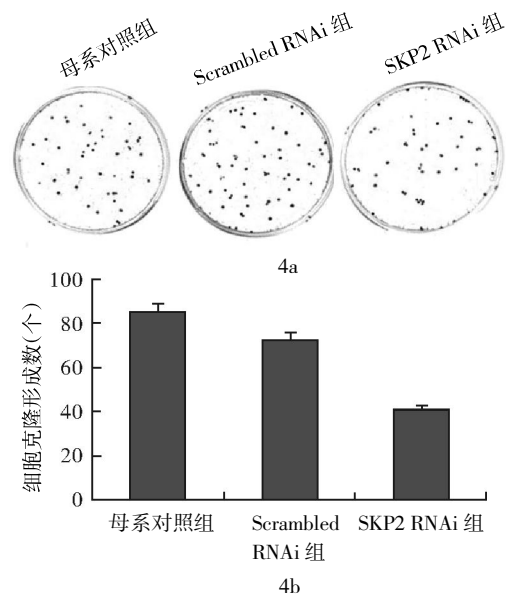 母系对照组
Scrambled RNAi 组
SKP2 RNAi 组
4a
细胞克隆形成数(个)
100
80
60
40
20
0
母系对照组
Scrambled
RNAi 组
SKP2 RNAi 组
4b